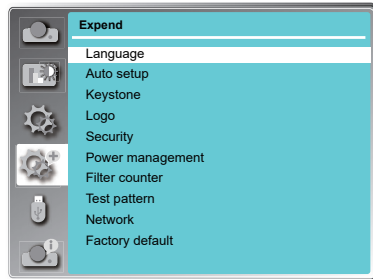 Expend
Language
Auto setup
Keystone
Logo
Security
Power management
Filter counter
Test pattern
Network
Factory default